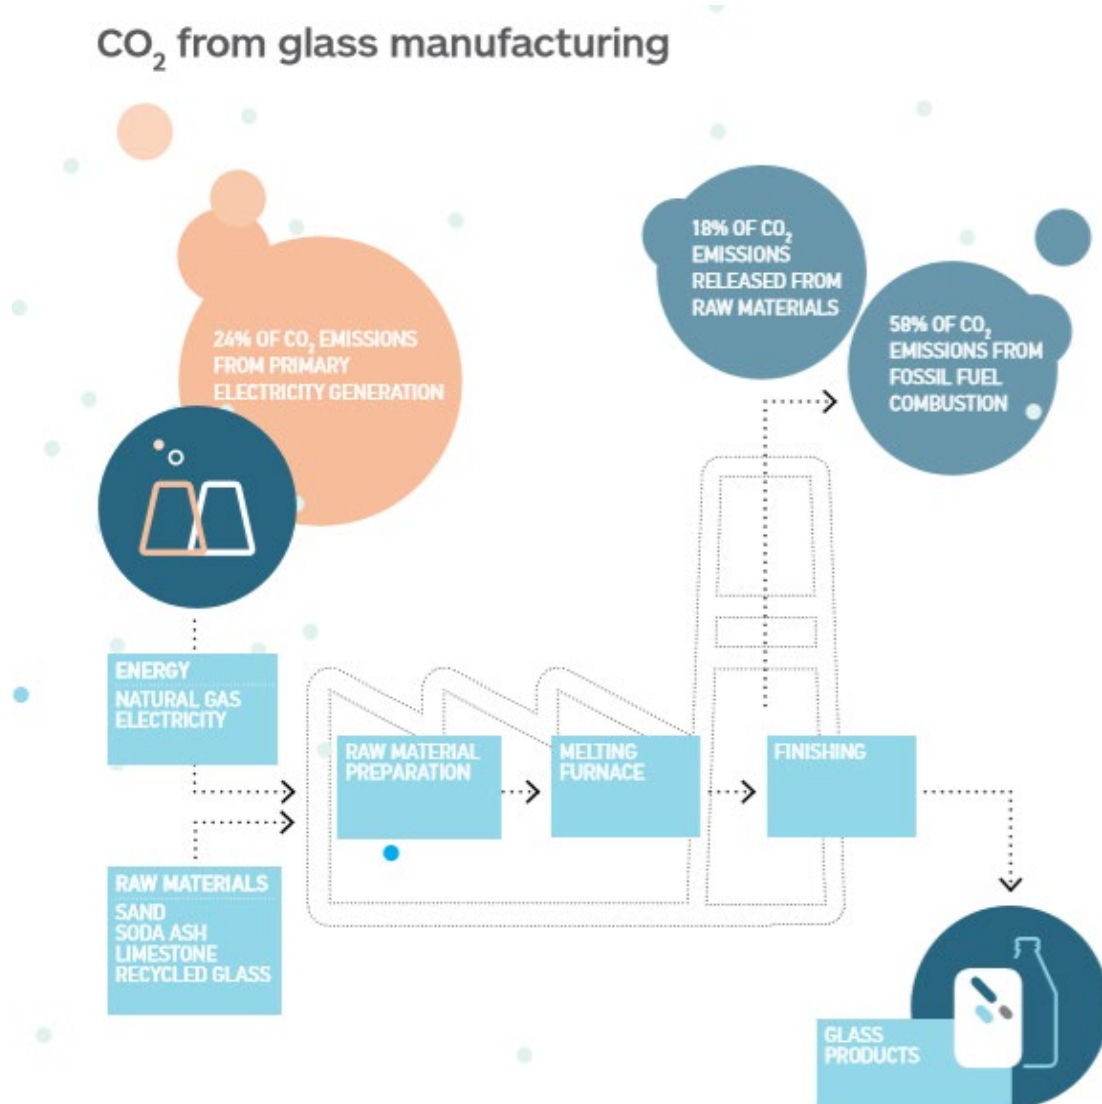 CO₂ from glass manufacturing
24% OF CO₂ EMISSIONS
FROM PRIMARY
ELECTRICITY GENERATION
18% OF CO₂
EMISSIONS
RELEASED FROM
RAW MATERIALS
58% OF CO₂
EMISSIONS FROM
FOSSIL FUEL
COMBUSTION
ENERGY
NATURAL GAS
ELECTRICITY
RAW MATERIAL
PREPARATION
MELTING
FURNACE
FINISHING
RAW MATERIALS
SAND
SODA ASH
LIMESTONE
RECYCLED GLASS
GLASS
PRODUCTS